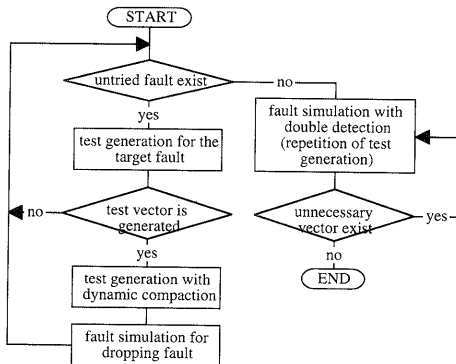 START
untried fault exist
no
yes
test generation for the
target fault
fault simulation with
double detection
(repetition of test
generation)
no
test vector is
generated
unnecessary
vector exist
yes
yes
no
test generation with
dynamic compaction
END
fault simulation for
dropping fault